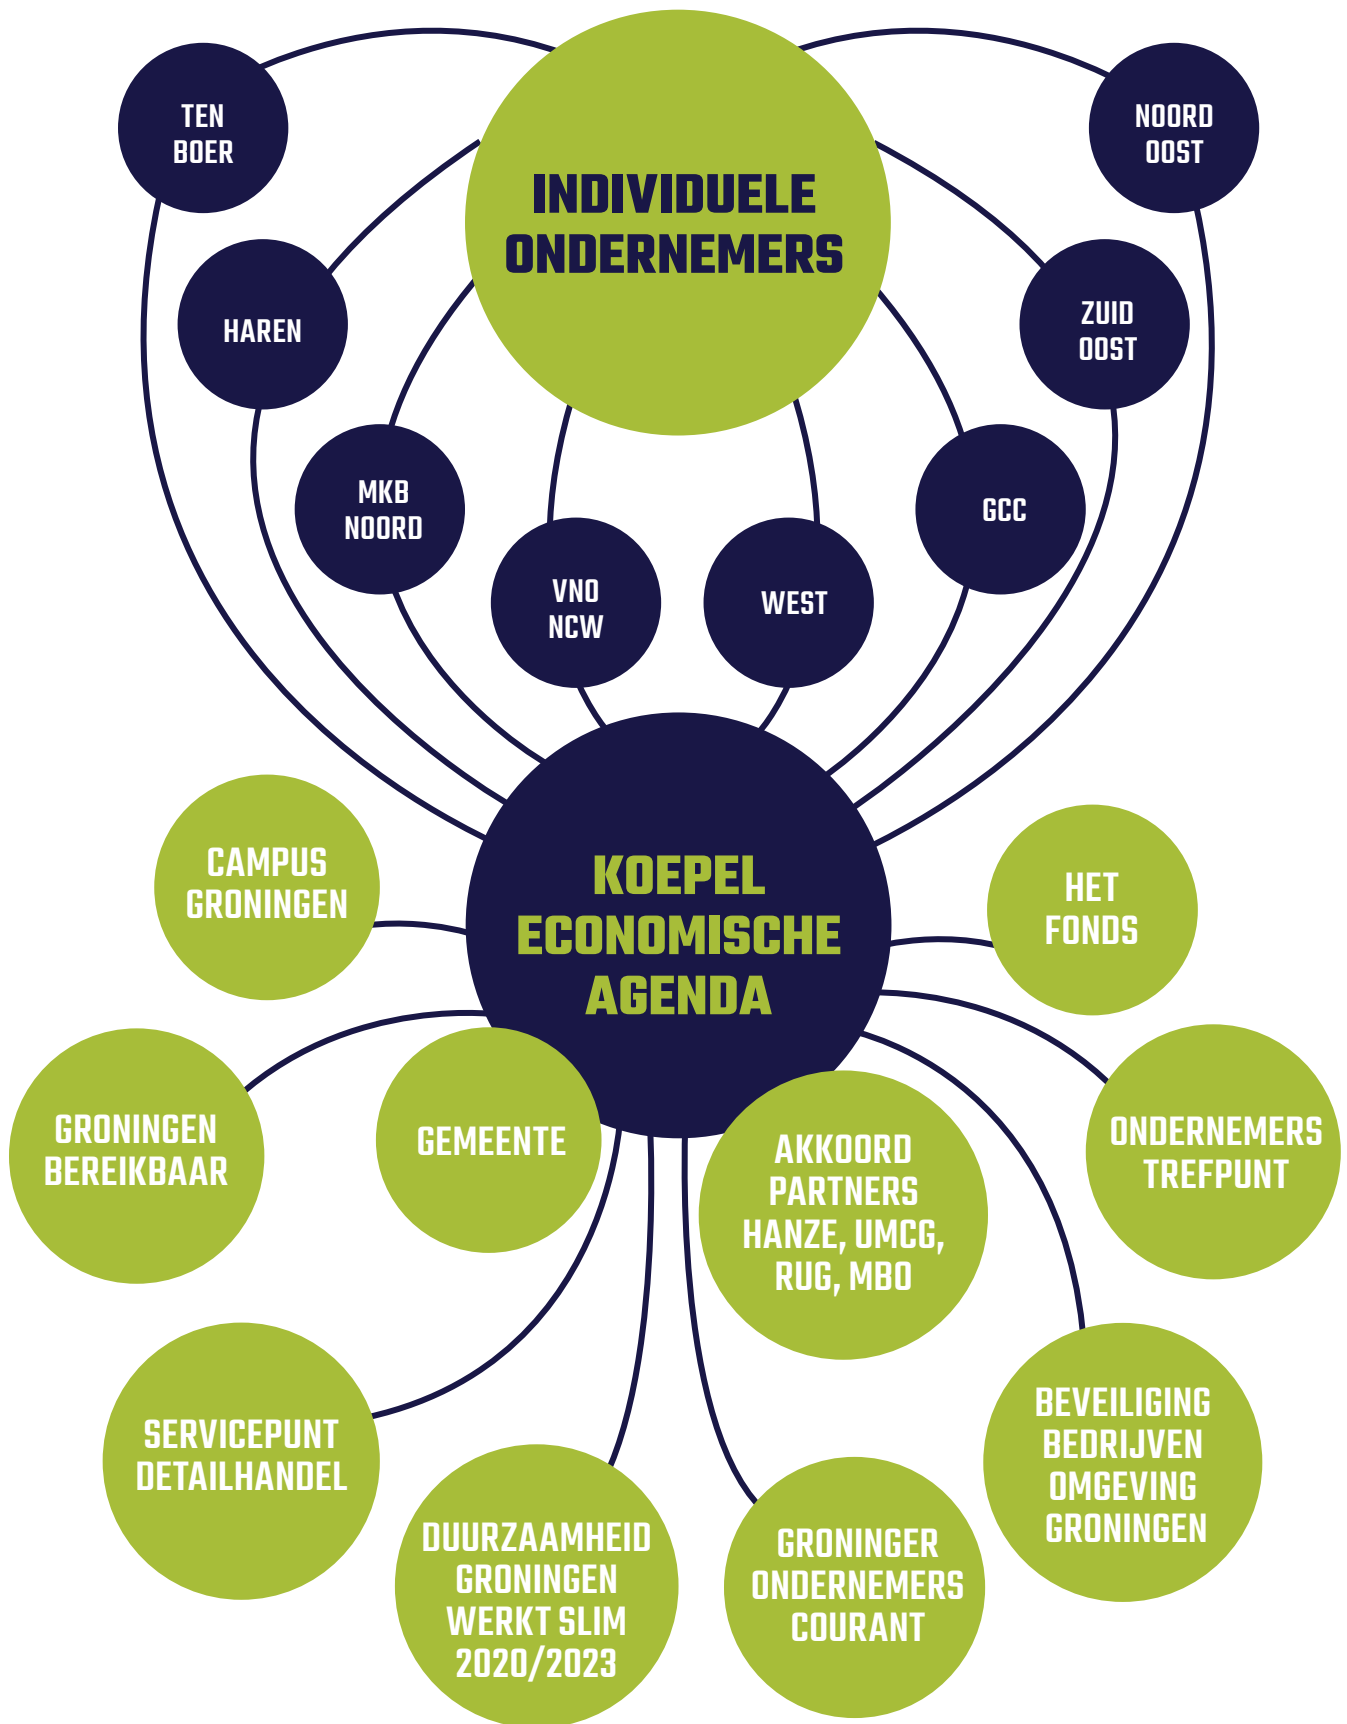 TEN
BOER
NOORD
OOST
INDIVIDUELE
ONDERNEMERS
HAREN
ZUID
OOST
MKB
NOORD
GCC
VNO
NCW
WEST
KOEPEL
ECONOMISCHE
AGENDA
CAMPUS
GRONINGEN
HET
FONDS
GRONINGEN
BEREIKBAAR
GEMEENTE
AKKOORD
PARTNERS
HANZE, UMCG,
RUG, MBO
ONDERNEMERS
TREFPUNT
SERVICEPUNT
DETAILHANDEL
BEVEILIGING
BEDRIJVEN
OMGEVING
GRONINGEN
DUURZAAMHEID
GRONINGEN
WERKT SLIM
2020/2023
GRONINGER
ONDERNEMERS
COURANT